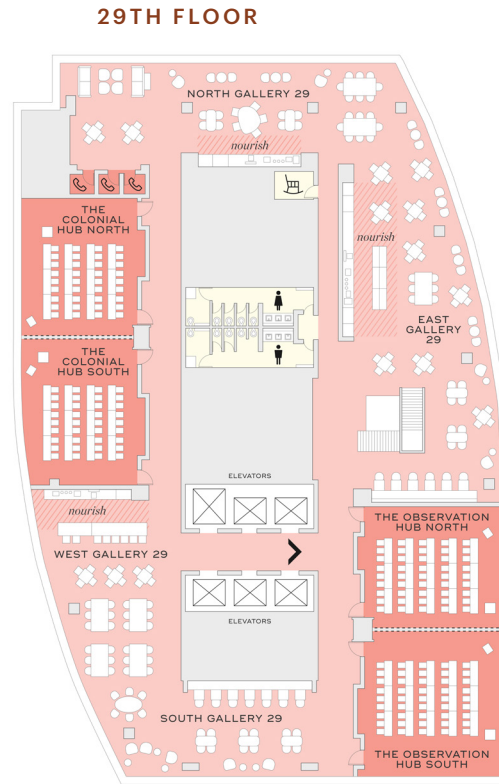 29TH FLOOR
NORTH GALLERY 29
nourish
THE
COLONIAL
HUB NORTH
nourish
EAST
GALLERY
29
THE
COLONIAL
HUB SOUTH
ELEVATORS
nourish
WEST GALLERY 29
THE OBSERVATION
HUB NORTH
ELEVATORS
SOUTH GALLERY 29
THE OBSERVATION
HUB SOUTH